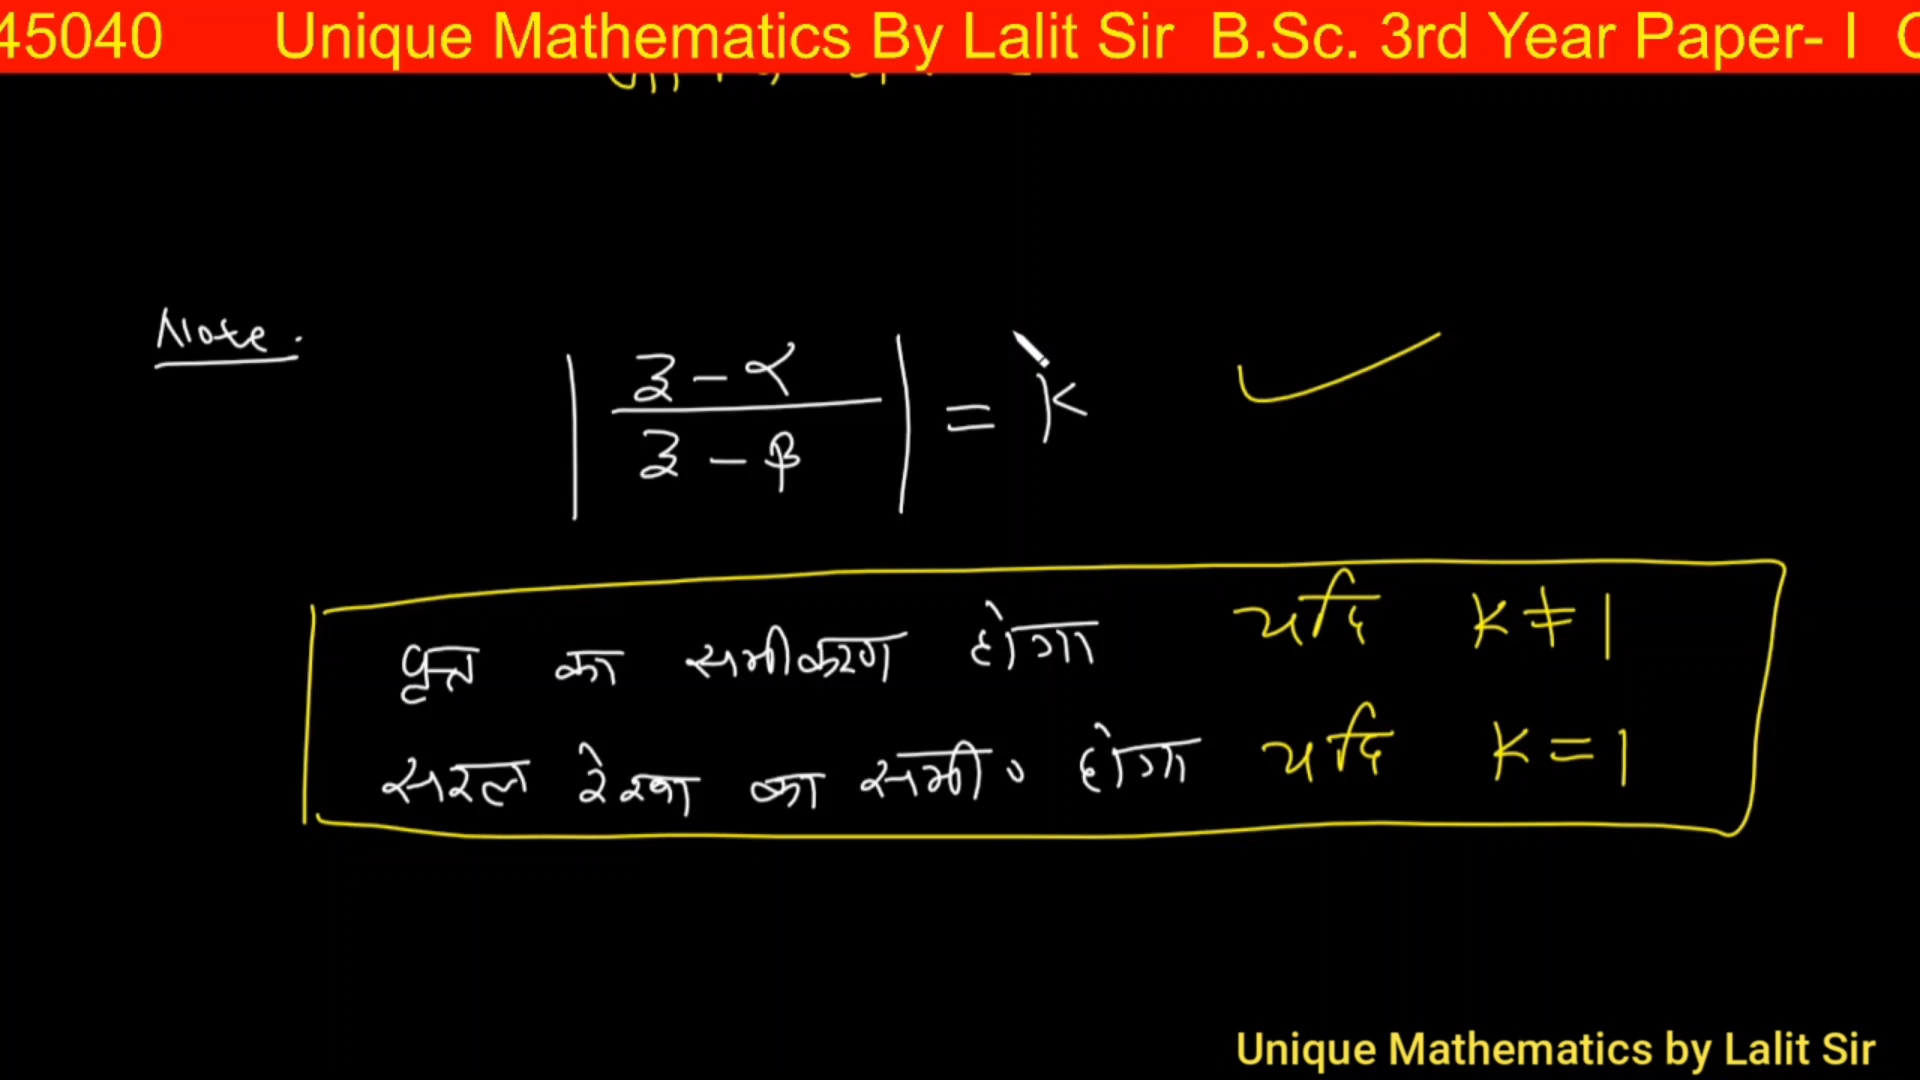 45040 Unique Mathematics By Lalit Sir B.Sc. 3rd Year Paper- I
Note.
| z - α / z - β | = k
वृत्त का समीकरण होगा यदि k ≠ 1
सरल रेखा का समी० होगा यदि k = 1
Unique Mathematics by Lalit Sir